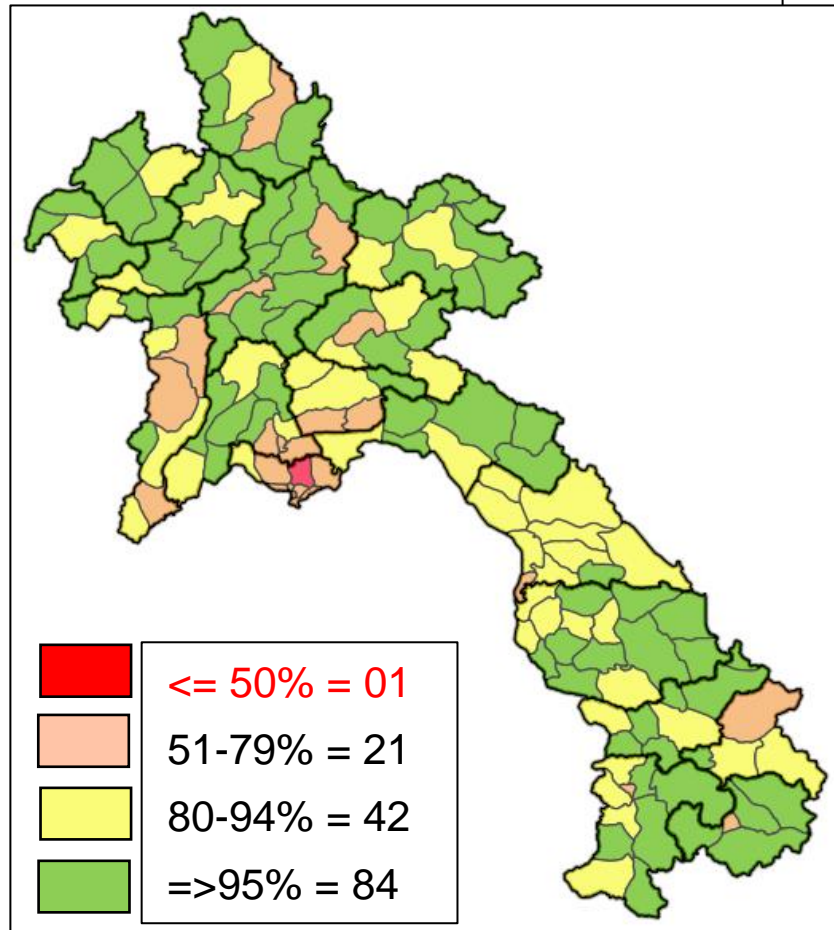 <= 50% = 01
51-79% = 21
80-94% = 42
=>95% = 84